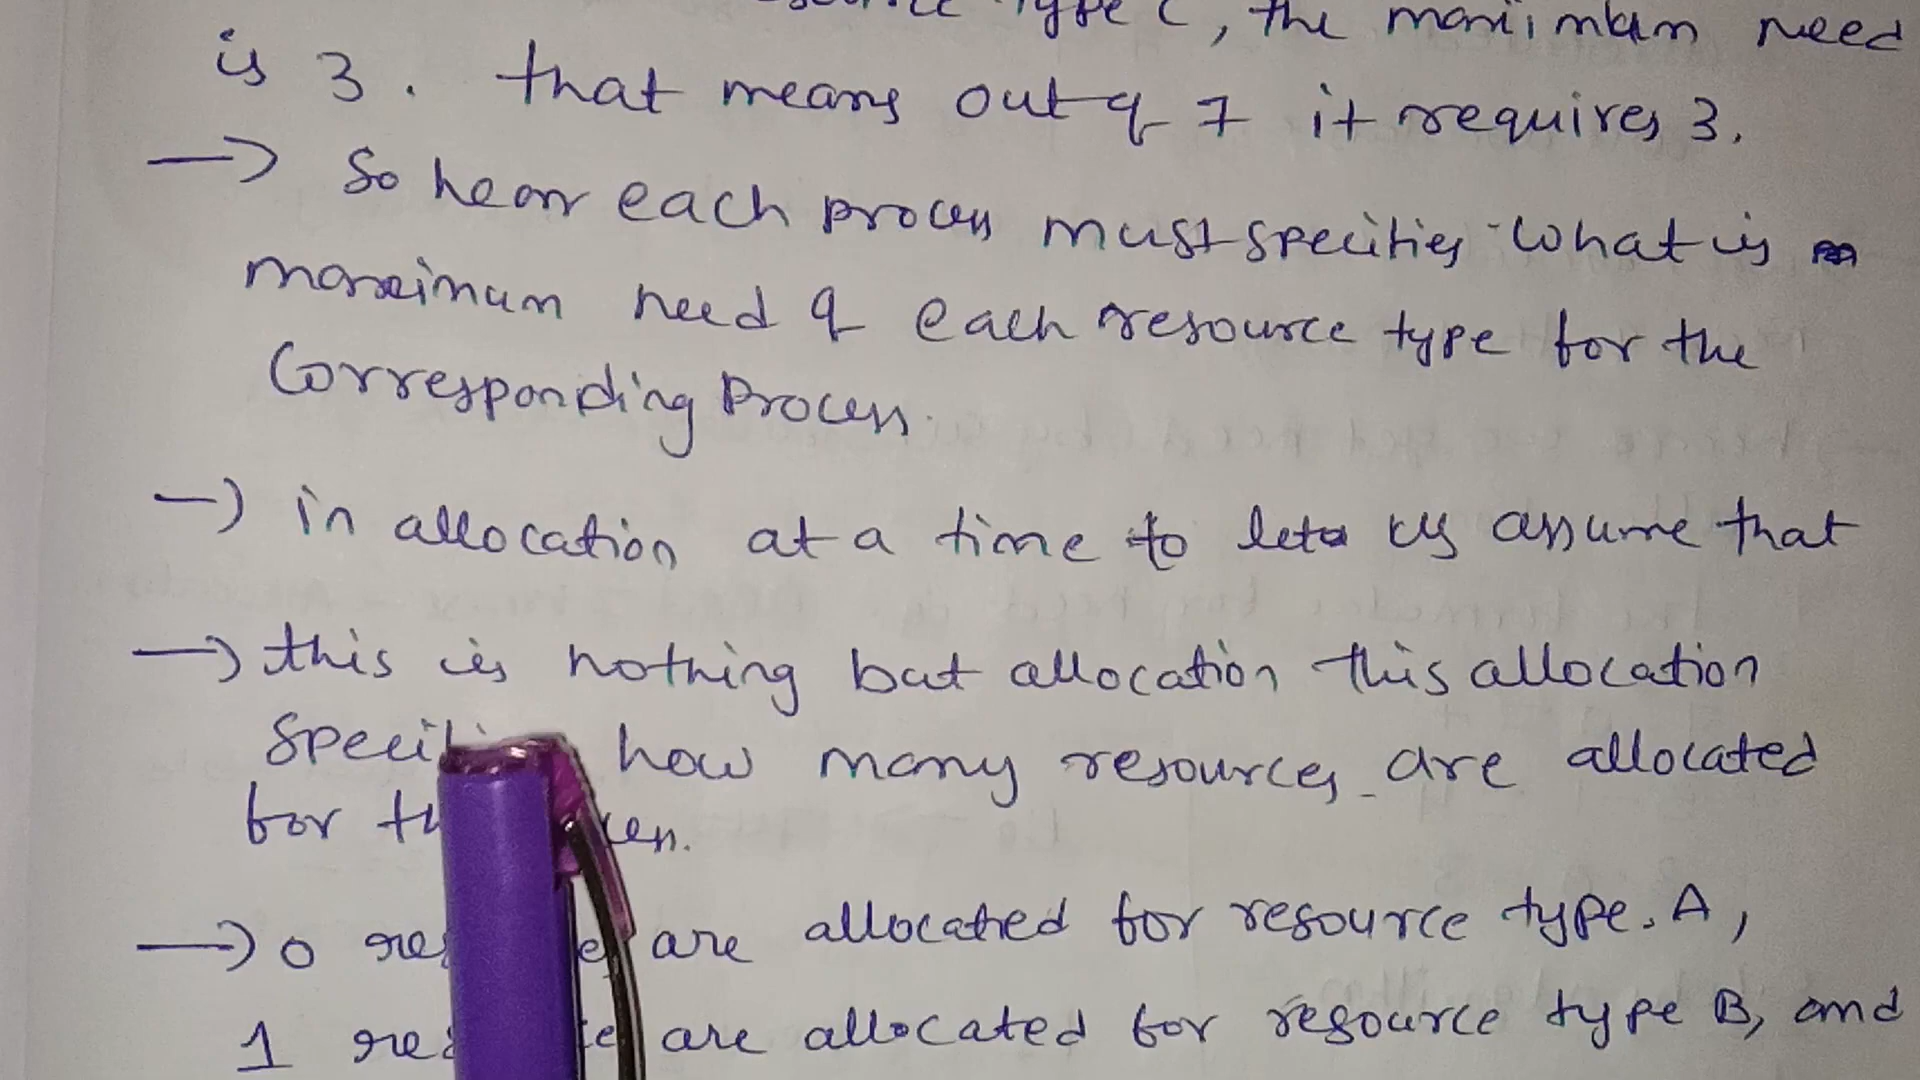 Type C, the maximum need
is 3. that means out of 7 it requires 3.
→ So hear each process must specifies what is
maximum need of each resource type for the
Corresponding Process.
→ in allocation at a time to let us assume that
→ this is nothing but allocation this allocation
how many resources are allocated
for
→ 0 are allocated for resource type A,
1 are allocated for resource type B, and